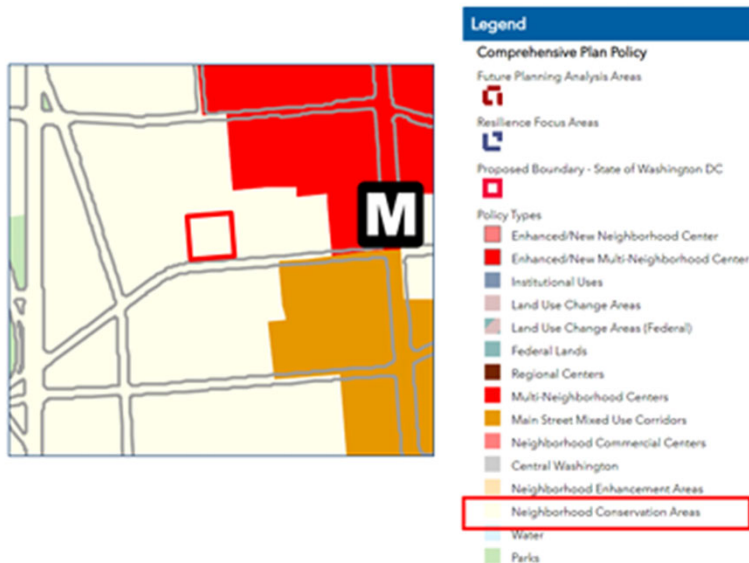 Legend
Comprehensive Plan Policy
Future Planning Analysis Areas
Resilience Focus Areas
Proposed Boundary - State of Washington DC
M
Policy Types
Enhanced/New Neighborhood Center
Enhanced/New Multi-Neighborhood Center
Institutional Uses
Land Use Change Areas
Land Use Change Areas (Federal)
Federal Lands
Regional Centers
Multi-Neighborhood Centers
Main Street Mixed Use Corridors
Neighborhood Commercial Centers
Central Washington
Neighborhood Enhancement Areas
Neighborhood Conservation Areas
Water
Parks